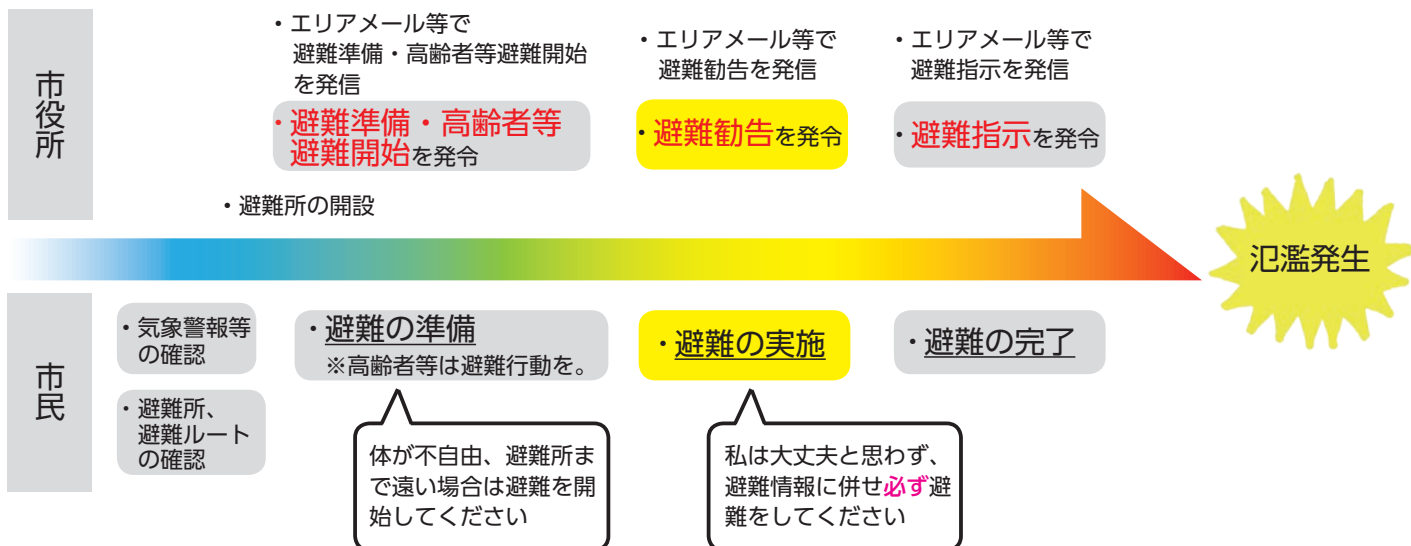 市役所
・エリアメール等で
避難準備・高齢者等避難開始
を発信
・避難準備・高齢者等
避難開始を発令
・エリアメール等で
避難勧告を発信
・避難勧告を発令
・エリアメール等で
避難指示を発信
・避難指示を発令
・避難所の開設
氾濫発生
市民
・気象警報等
の確認
・避難所、
避難ルート
の確認
・避難の準備
※高齢者等は避難行動を。
体が不自由、避難所ま
で遠い場合は避難を開
始してください
・避難の実施
私は大丈夫と思わず、
避難情報に併せ必ず避
難をしてください
・避難の完了